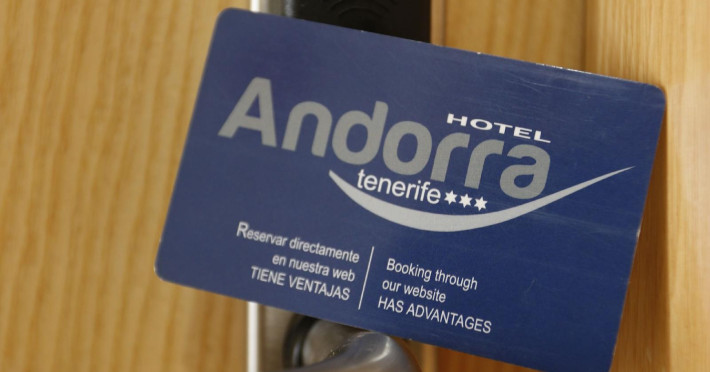 HOTEL
Andorra
tenerife★★★
Reservar directamente
en nuestra web
TIENE VENTAJAS
Booking through
our website
HAS ADVANTAGES